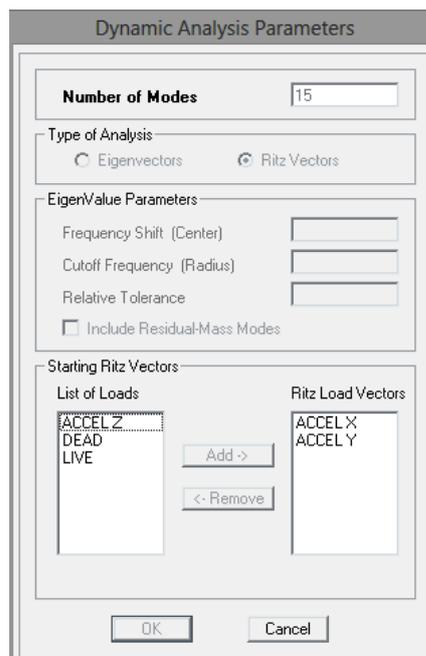 Dynamic Analysis Parameters
Number of Modes 15
Type of Analysis
Eigenvectors Ritz Vectors
EigenValue Parameters
Frequency Shift (Center)
Cutoff Frequency (Radius)
Relative Tolerance
Include Residual-Mass Modes
Starting Ritz Vectors
List of Loads
ACCEL Z
DEAD
LIVE
Add ->
<- Remove
Ritz Load Vectors
ACCEL X
ACCEL Y
OK Cancel